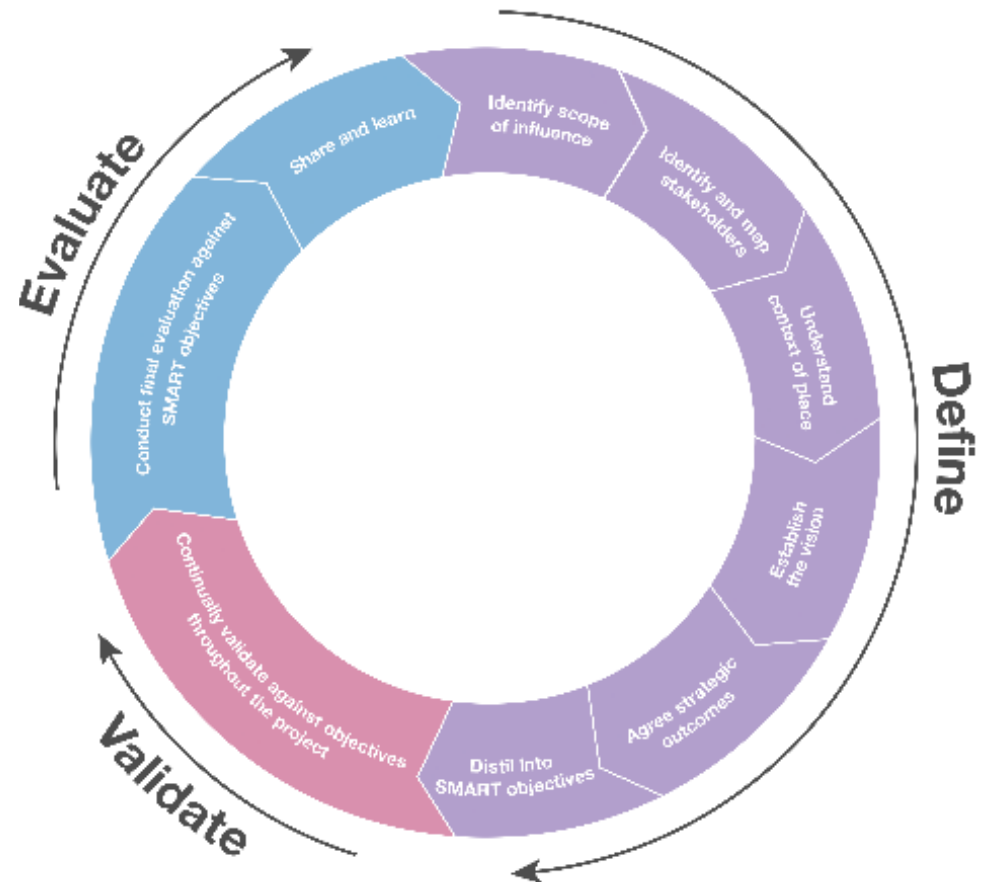 Identify scope
of influence
Identify and map
stakeholders
Understand
context of place
Define
Establish
the vision
Agree strategic
outcomes
Distil into
SMART objectives
Continually validate against objectives
throughout the project
Validate
Conduct final evaluation against
SMART objectives
Evaluate
Share and learn